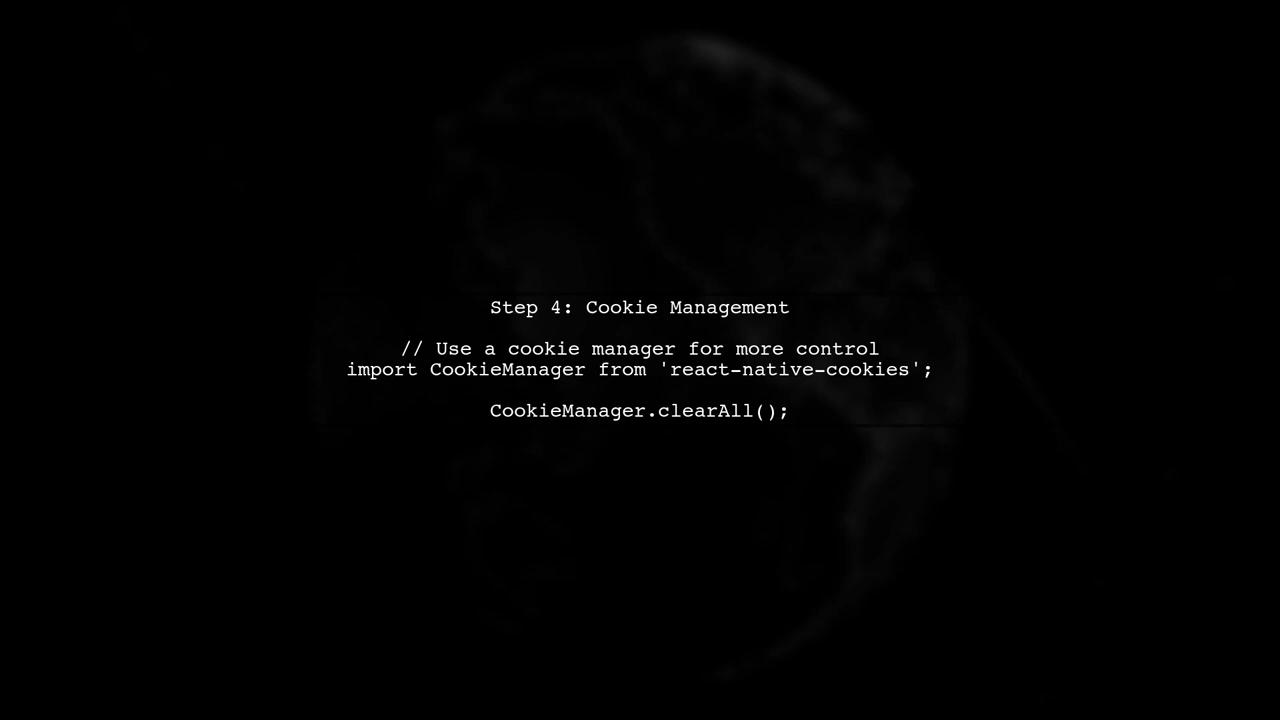 Step 4: Cookie Management
// Use a cookie manager for more control
import CookieManager from 'react-native-cookies';
CookieManager.clearAll();